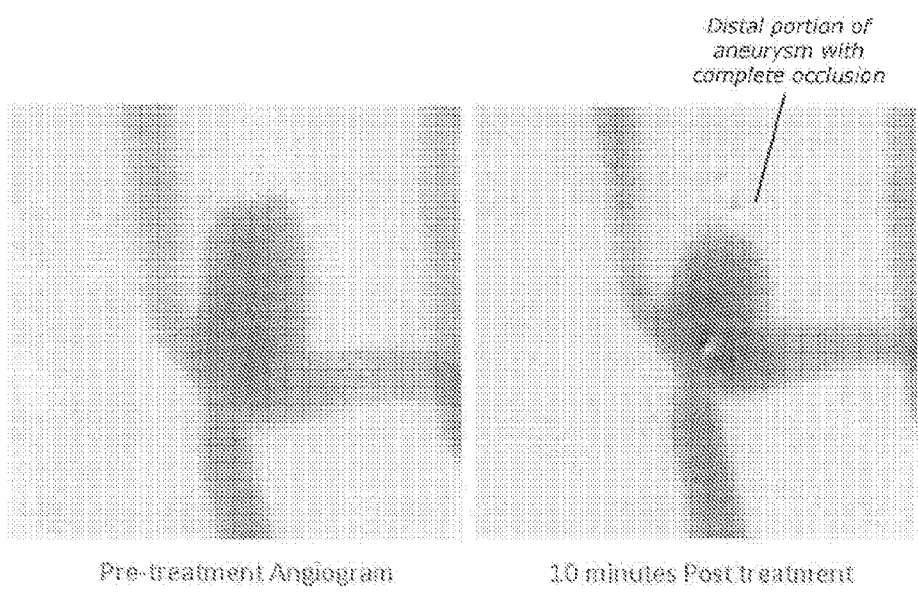 Distal portion of
aneurysm with
complete occlusion
Pre-treatment Angiogram
10 minutes Post treatment